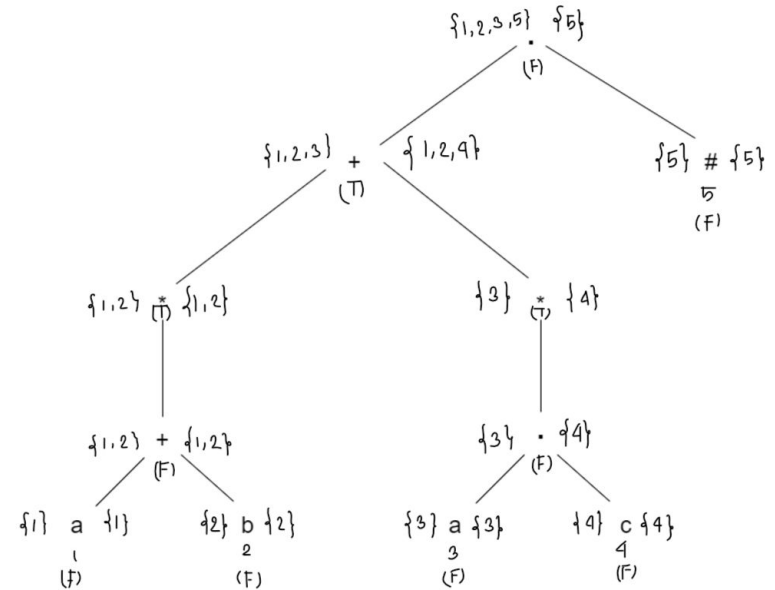 {1,2,3,5} . {5}
(F)
{1,2,3} + {1,2,4}
(T)
{5} # {5}
5
(F)
{1,2} * {1,2}
(T)
{3} * {4}
(T)
{1,2} + {1,2}
(F)
{3} . {4}
(F)
{1} a {1}
1
(F)
{2} b {2}
2
(F)
{3} a {3}
3
(F)
{4} c {4}
4
(F)